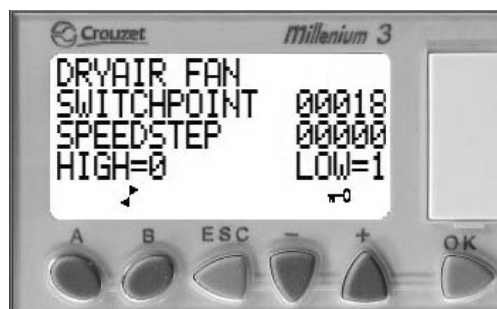 Crouzet Millenium 3
DRYAIR FAN
SWITCHPOINT 00018
SPEEDSTEP 00000
HIGH=0 LOW=1
A B ESC - + OK